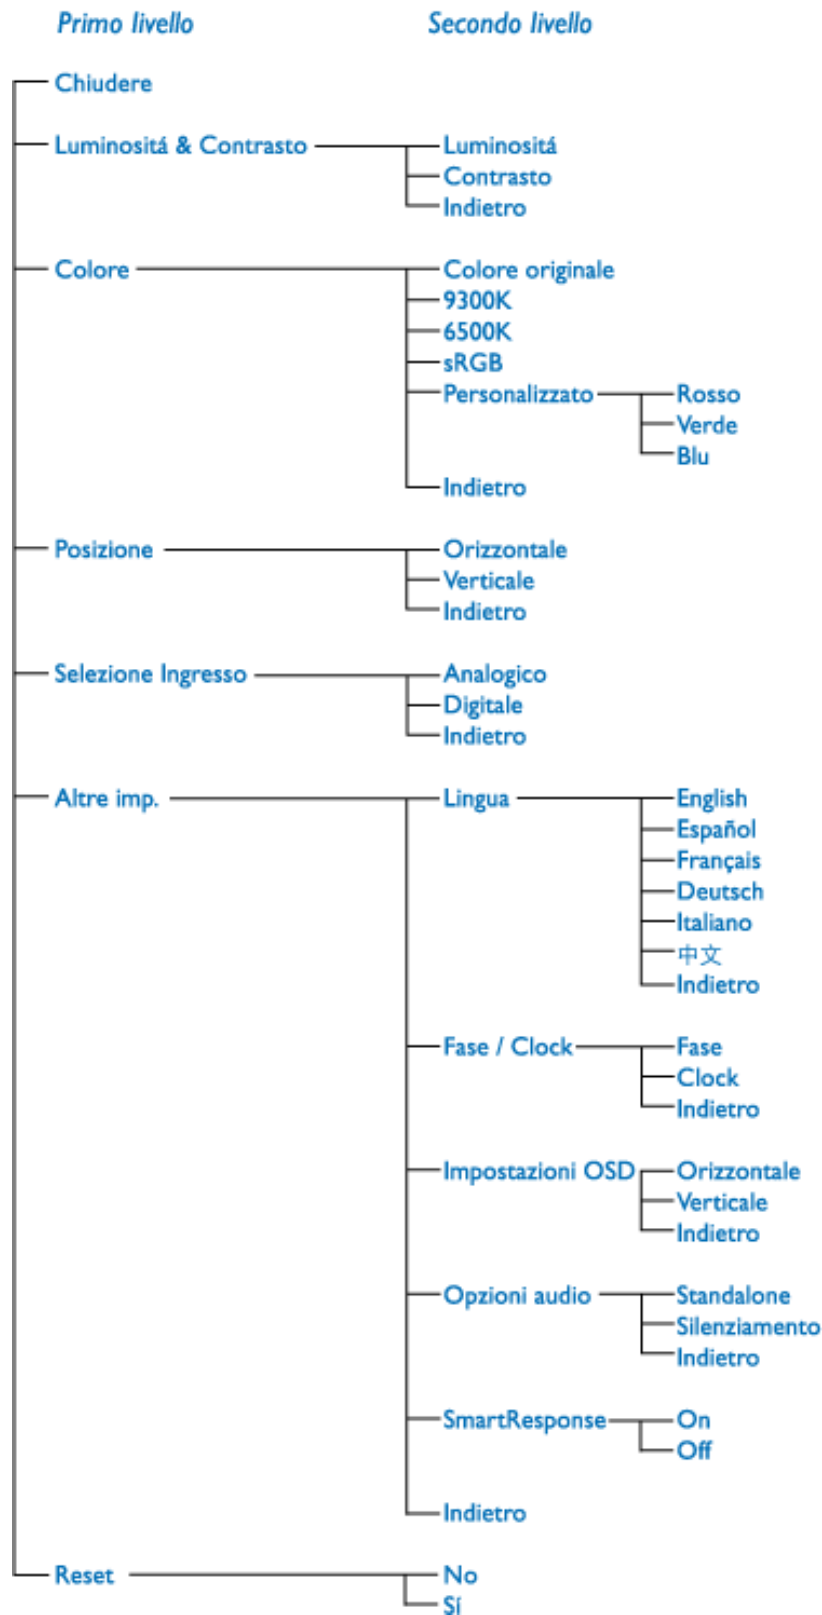 Primo livello Secondo livello
Chiudere
Luminositá & Contrasto Luminositá
Contrasto
Indietro
Colore Colore originale
9300K
6500K
sRGB
Personalizzato Rosso
Verde
Blu
Indietro
Posizione Orizzontale
Verticale
Indietro
Selezione Ingresso Analogico
Digitale
Indietro
Altre imp. Lingua English
Español
Français
Deutsch
Italiano
中文
Indietro
Fase / Clock Fase
Clock
Indietro
Impostazioni OSD Orizzontale
Verticale
Indietro
Opzioni audio Standalone
Silenziamento
Indietro
SmartResponse On
Off
Indietro
Reset No
Sí